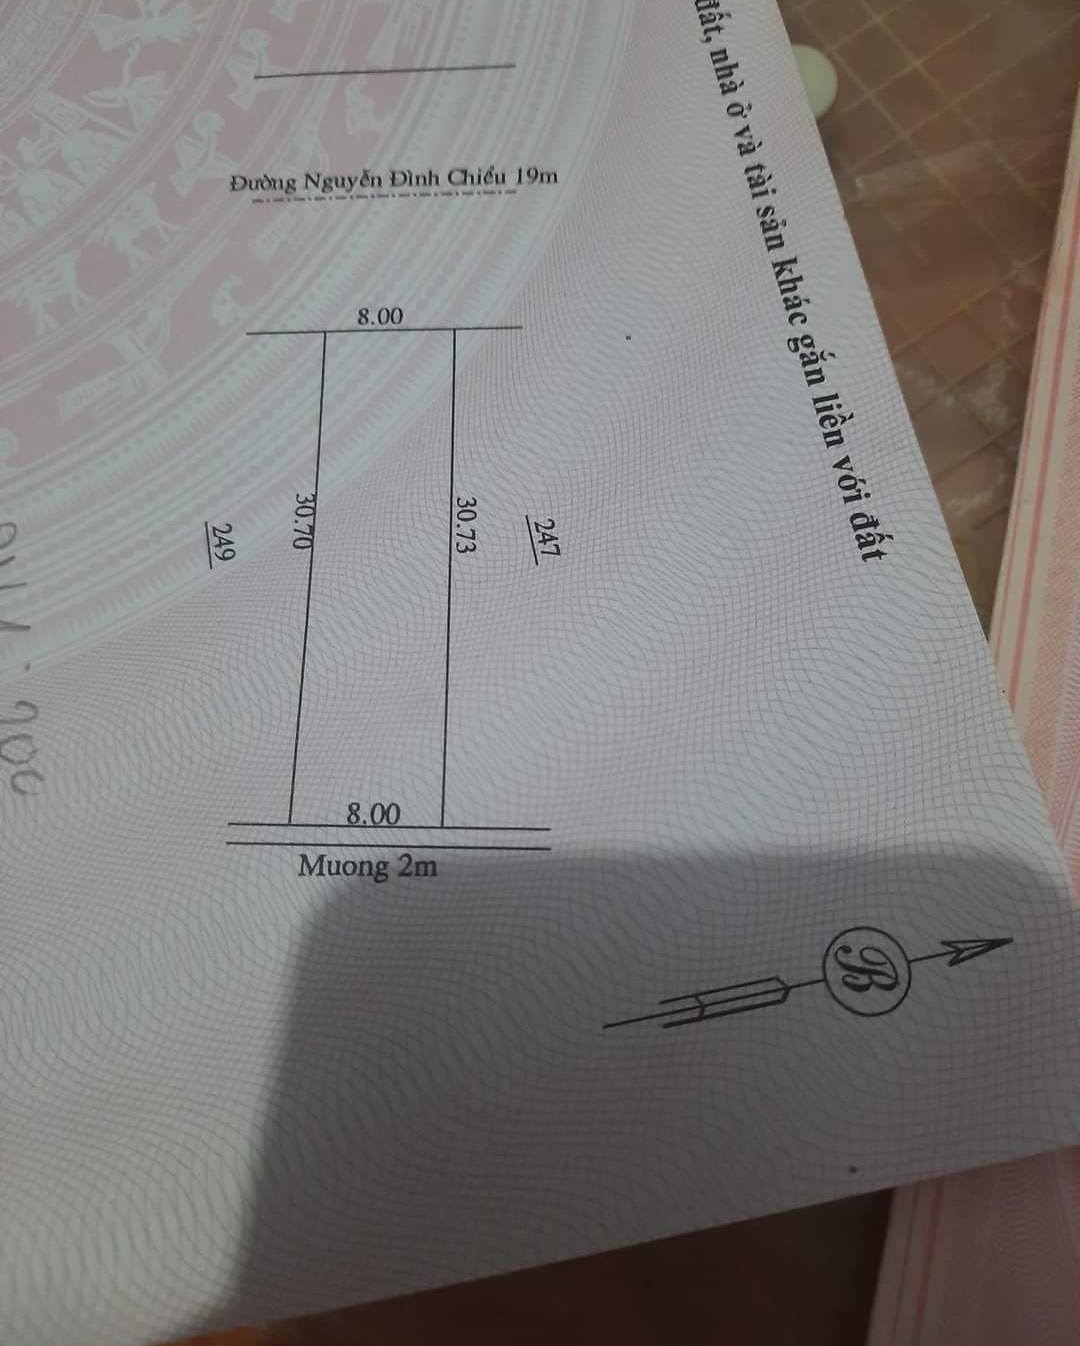 đất, nhà ở và tài sản khác gắn liền với đất
Đường Nguyễn Đình Chiểu 19m
8.00
30.70
30.73
249
247
8.00
Muong 2m
B
200